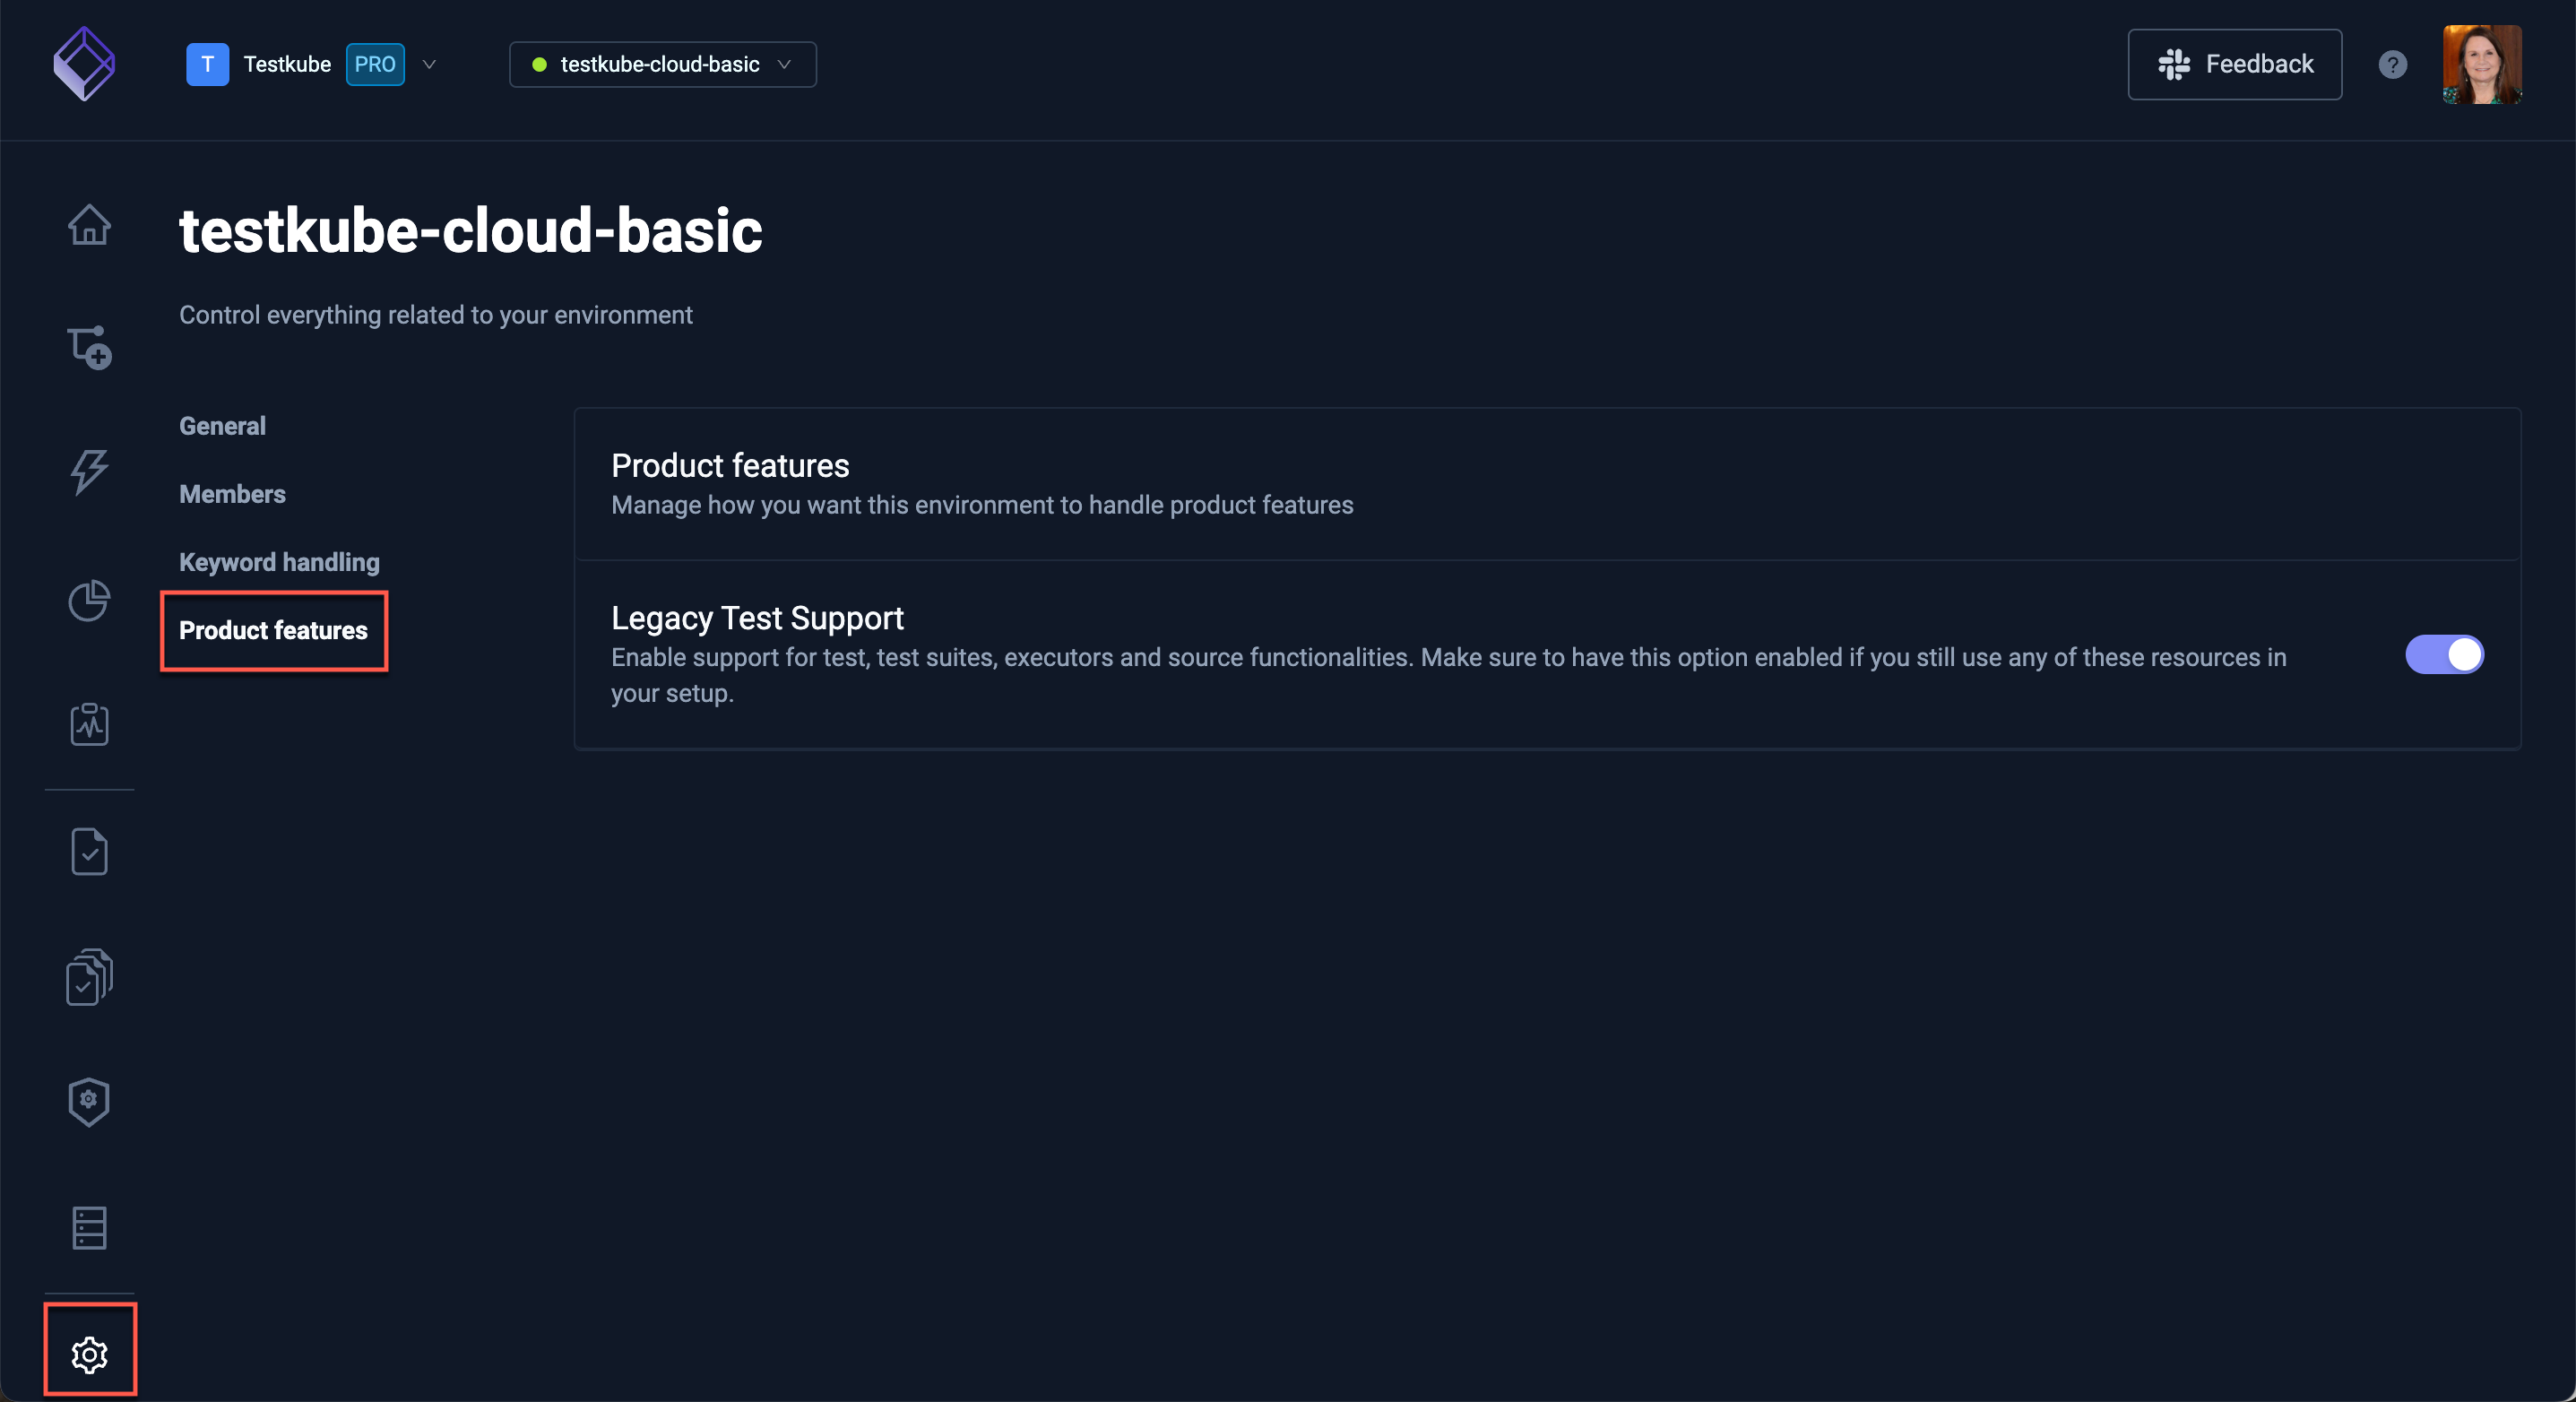 T Testkube PRO
testkube-cloud-basic
Feedback
?
testkube-cloud-basic
Control everything related to your environment
General
Members
Keyword handling
Product features
Product features
Manage how you want this environment to handle product features
Legacy Test Support
Enable support for test, test suites, executors and source functionalities. Make sure to have this option enabled if you still use any of these resources in
your setup.